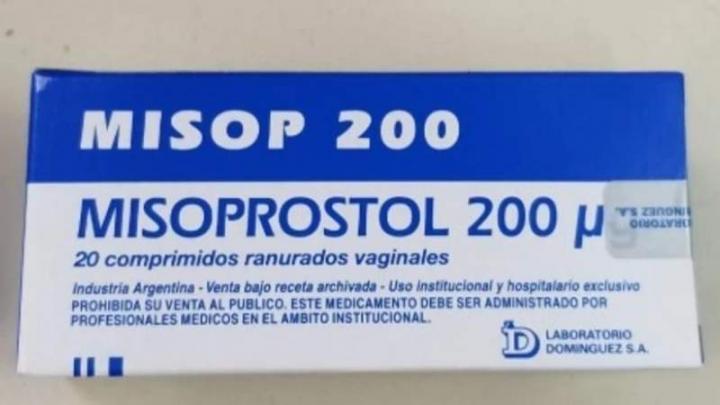 MISOP 200
MISOPROSTOL 200 µg
20 comprimidos ranurados vaginales
Industria Argentina - Venta bajo receta archivada - Uso institucional y hospitalario exclusivo
PROHIBIDA SU VENTA AL PUBLICO. ESTE MEDICAMENTO DEBE SER ADMINISTRADO POR
PROFESIONALES MEDICOS EN EL AMBITO INSTITUCIONAL.
LABORATORIO
DOMINGUEZ S.A.